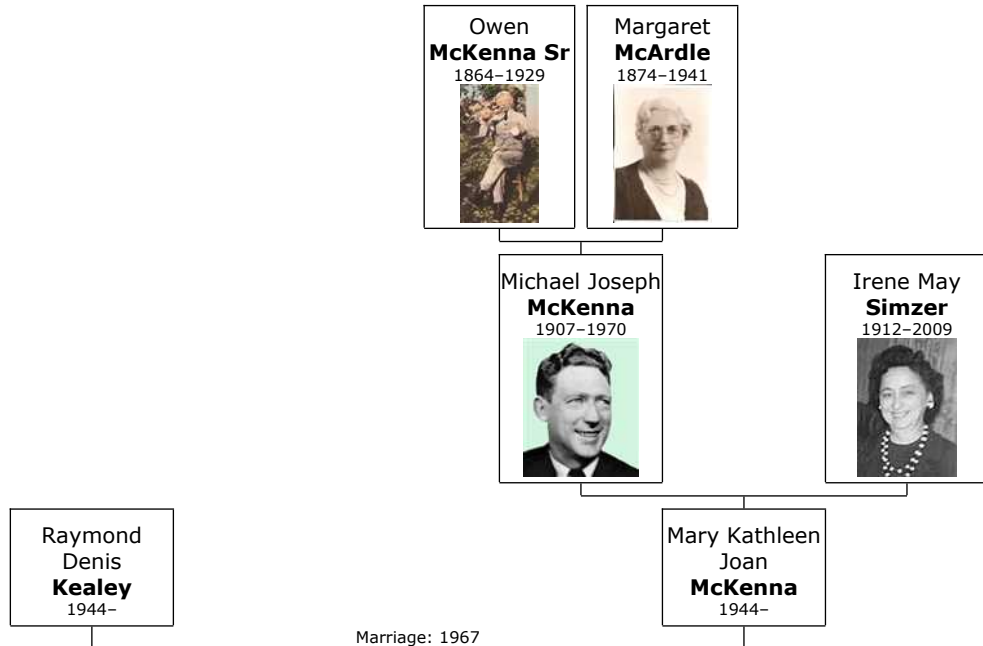 Owen
McKenna Sr
1864–1929
Margaret
McArdle
1874–1941
Michael Joseph
McKenna
1907–1970
Irene May
Simzer
1912–2009
Raymond
Denis
Kealey
1944–
Mary Kathleen
Joan
McKenna
1944–
Marriage: 1967